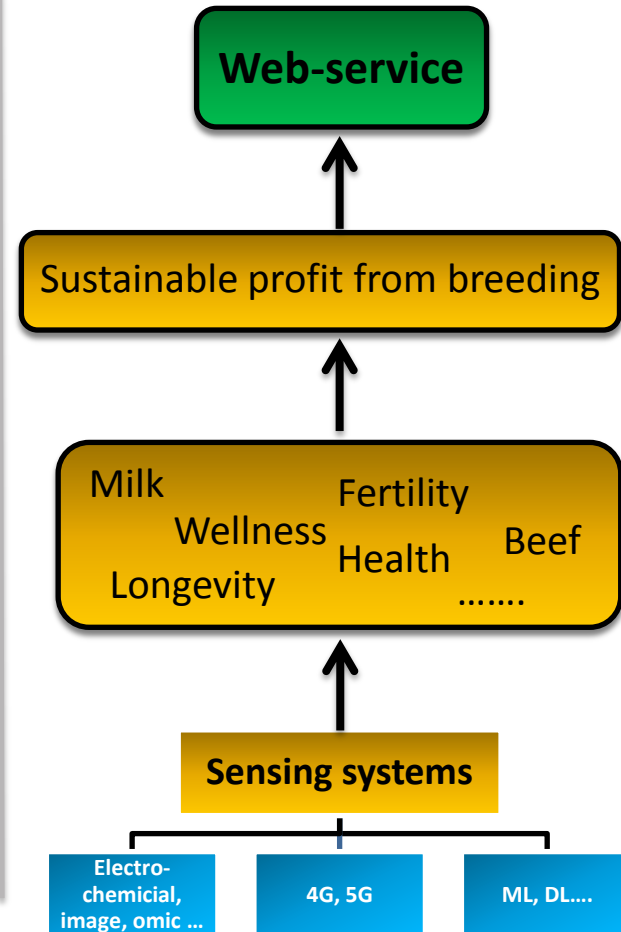 Web-service
Sustainable profit from breeding
Milk
Fertility
Wellness
Beef
Health
Longevity
…….
Sensing systems
Electro-
chemicial,
image, omic ...
4G, 5G
ML, DL....